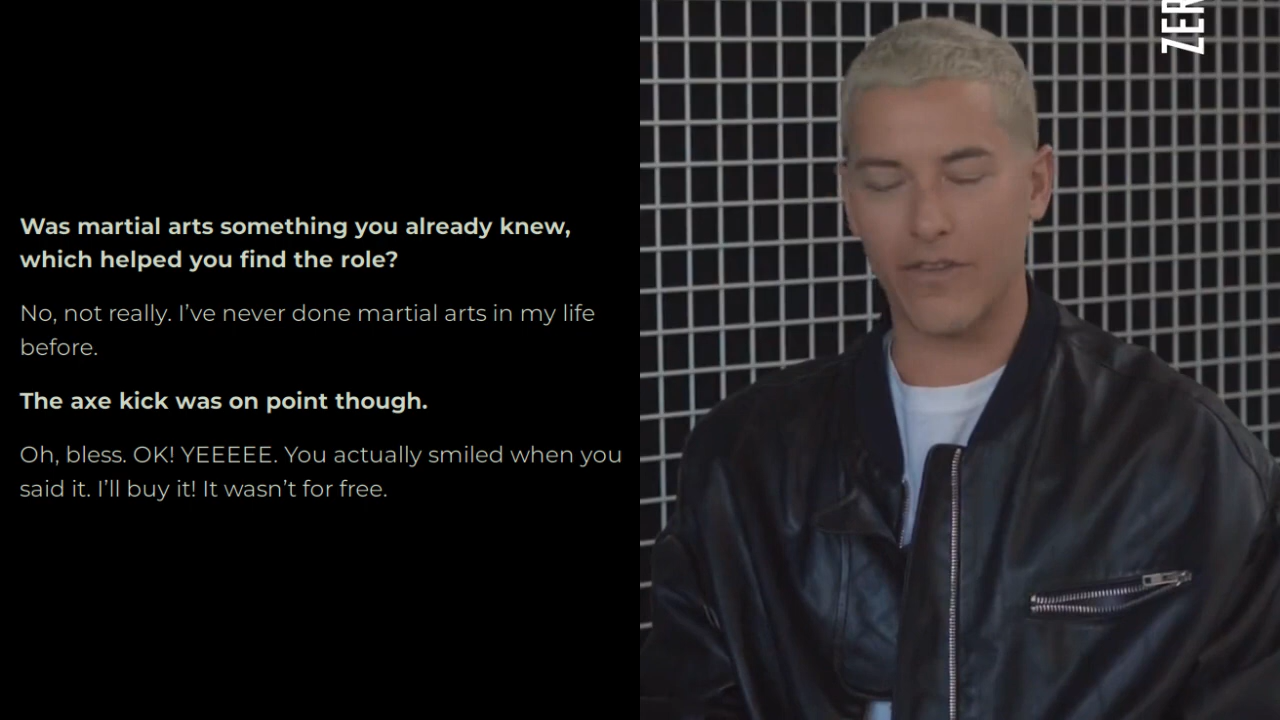 Was martial arts something you already knew,
which helped you find the role?
No, not really. I’ve never done martial arts in my life
before.
The axe kick was on point though.
Oh, bless. OK! YEEEEE. You actually smiled when you
said it. I’ll buy it! It wasn’t for free.
ZER